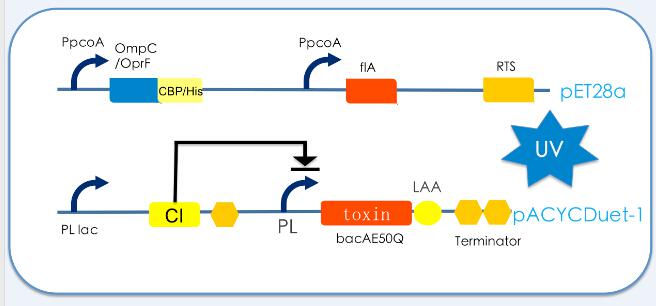 PpcoA
OmpC
/OprF
CBP/His
PpcoA
flA
RTS
pET28a
UV
PL lac
CI
PL
toxin
bacAE50Q
LAA
Terminator
pACYCDuet-1